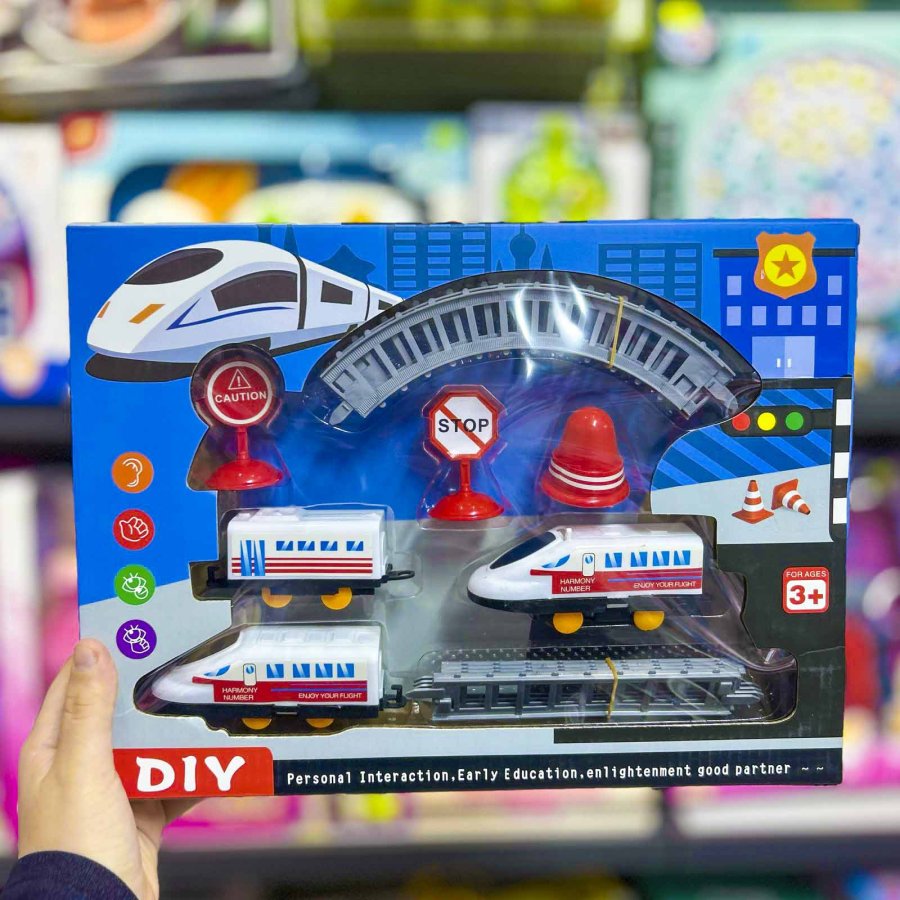 CAUTION
STOP
HARMONY
NUMBER
ENJOY YOUR FLIGHT
FOR AGES
3+
HARMONY
NUMBER
ENJOY YOUR FLIGHT
DIY
Personal Interaction,Early Education,enlightenment good partner ~ ~